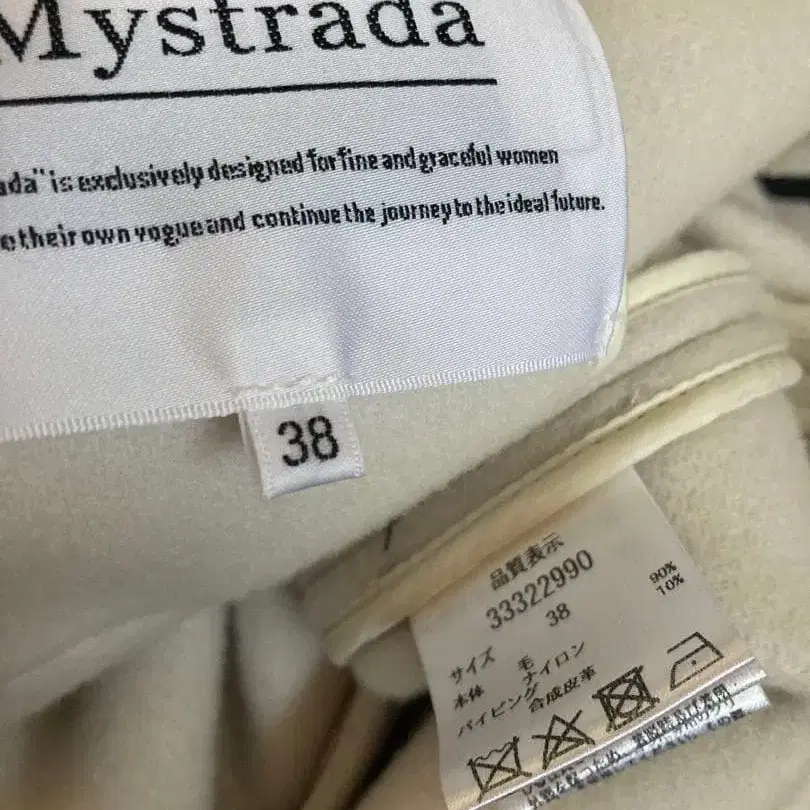 Mystrada
ada" is exclusively designed for fine and graceful women
e their own vogue and continue the journey to the ideal future.
38
品質表示
33322990
サイズ 38
本体 毛 90%
ナイロン 10%
パイピング 合成皮革